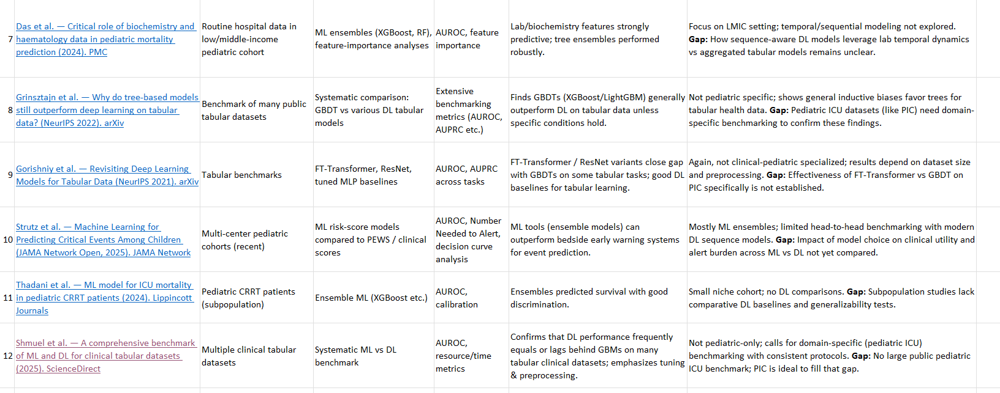 7
Das et al. — Critical role of biochemistry and
haematology data in pediatric mortality
prediction (2024). PMC
Routine hospital data in
low/middle-income
pediatric cohort
ML ensembles (XGBoost, RF),
feature-importance analyses
AUROC, feature
importance
Lab/biochemistry features strongly
predictive; tree ensembles performed
robustly.
Focus on LMIC setting; temporal/sequential modeling not explored.
Gap: How sequence-aware DL models leverage lab temporal dynamics
vs aggregated tabular models remains unclear.
8
Grinsztajn et al. — Why do tree-based models
still outperform deep learning on tabular
data? (NeurIPS 2022). arXiv
Benchmark of many public
tabular datasets
Systematic comparison:
GBDT vs various DL tabular
models
Extensive
benchmarking
metrics (AUROC,
AUPRC etc.)
Finds GBDTs (XGBoost/LightGBM) generally
outperform DL on tabular data unless
specific conditions hold.
Not pediatric specific; shows general inductive biases favor trees for
tabular health data. Gap: Pediatric ICU datasets (like PIC) need domain-
specific benchmarking to confirm these findings.
9
Gorishniy et al. — Revisiting Deep Learning
Models for Tabular Data (NeurIPS 2021). arXiv
Tabular benchmarks
FT-Transformer, ResNet,
tuned MLP baselines
AUROC, AUPRC
across tasks
FT-Transformer / ResNet variants close gap
with GBDTs on some tabular tasks; good DL
baselines for tabular learning.
Again, not clinical-pediatric specialized; results depend on dataset size
and preprocessing. Gap: Effectiveness of FT-Transformer vs GBDT on
PIC specifically is not established.
10
Strutz et al. — Machine Learning for
Predicting Critical Events Among Children
(JAMA Network Open, 2025). JAMA Network
Multi-center pediatric
cohorts (recent)
ML risk-score models
compared to PEWS / clinical
scores
AUROC, Number
Needed to Alert,
decision curve
analysis
ML tools (ensemble models) can
outperform bedside early warning systems
for event prediction.
Mostly ML ensembles; limited head-to-head benchmarking with modern
DL sequence models. Gap: Impact of model choice on clinical utility and
alert burden across ML vs DL not yet compared.
11
Thadani et al. — ML model for ICU mortality
in pediatric CRRT patients (2024). Lippincott
Journals
Pediatric CRRT patients
(subpopulation)
Ensemble ML (XGBoost etc.)
AUROC,
calibration
Ensembles predicted survival with good
discrimination.
Small niche cohort; no DL comparisons. Gap: Subpopulation studies lack
comparative DL baselines and generalizability tests.
12
Shmuel et al. — A comprehensive benchmark
of ML and DL for clinical tabular datasets
(2025). ScienceDirect
Multiple clinical tabular
datasets
Systematic ML vs DL
benchmark
AUROC,
resource/time
metrics
Confirms that DL performance frequently
equals or lags behind GBMs on many
tabular clinical datasets; emphasizes tuning
& preprocessing.
Not pediatric-only; calls for domain-specific (pediatric ICU)
benchmarking with consistent protocols. Gap: No large public pediatric
ICU benchmark; PIC is ideal to fill that gap.